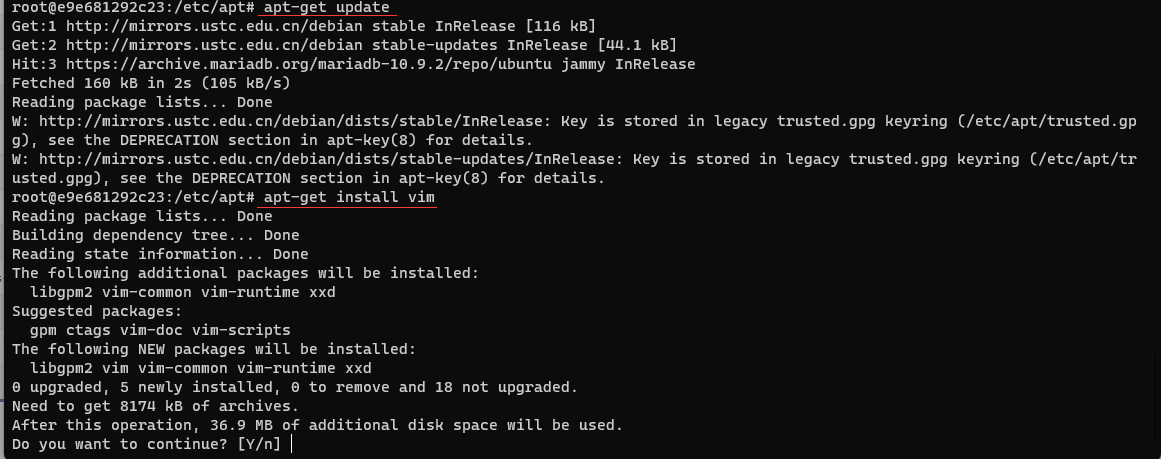 root@e9e681292c23:/etc/apt# apt-get update
Get:1 http://mirrors.ustc.edu.cn/debian stable InRelease [116 kB]
Get:2 http://mirrors.ustc.edu.cn/debian stable-updates InRelease [44.1 kB]
Hit:3 https://archive.mariadb.org/mariadb-10.9.2/repo/ubuntu jammy InRelease
Fetched 160 kB in 2s (105 kB/s)
Reading package lists... Done
W: http://mirrors.ustc.edu.cn/debian/dists/stable/InRelease: Key is stored in legacy trusted.gpg keyring (/etc/apt/trusted.gp
g), see the DEPRECATION section in apt-key(8) for details.
W: http://mirrors.ustc.edu.cn/debian/dists/stable-updates/InRelease: Key is stored in legacy trusted.gpg keyring (/etc/apt/tr
usted.gpg), see the DEPRECATION section in apt-key(8) for details.
root@e9e681292c23:/etc/apt# apt-get install vim
Reading package lists... Done
Building dependency tree... Done
Reading state information... Done
The following additional packages will be installed:
  libgpm2 vim-common vim-runtime xxd
Suggested packages:
  gpm ctags vim-doc vim-scripts
The following NEW packages will be installed:
  libgpm2 vim vim-common vim-runtime xxd
0 upgraded, 5 newly installed, 0 to remove and 18 not upgraded.
Need to get 8174 kB of archives.
After this operation, 36.9 MB of additional disk space will be used.
Do you want to continue? [Y/n]